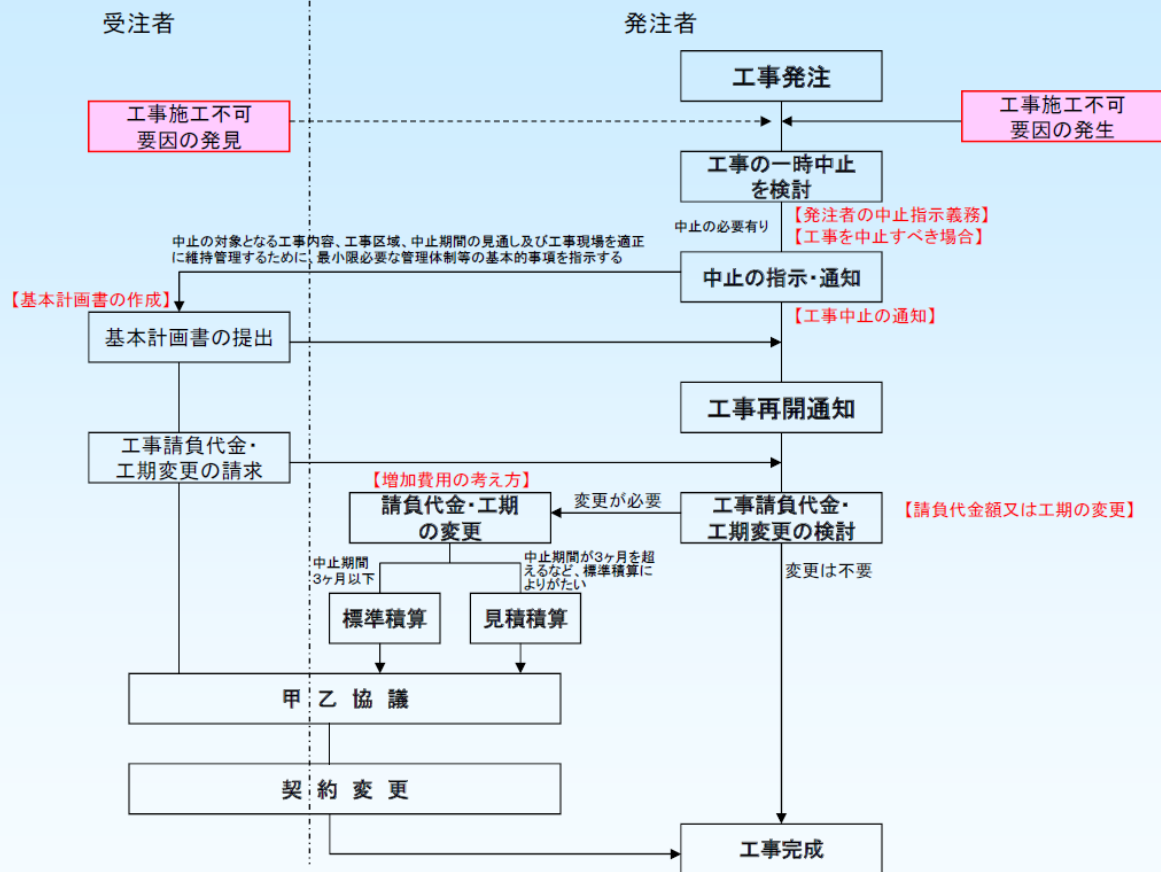 受注者
発注者
工事発注
工事施工不可
要因の発見
工事施工不可
要因の発生
工事の一時中止
を検討
中止の必要有り
【発注者の中止指示義務】
【工事を中止すべき場合】
中止の対象となる工事内容、工事区域、中止期間の見通し及び工事現場を適正
に維持管理するために、最小限必要な管理体制等の基本的事項を指示する
中止の指示・通知
【基本計画書の作成】
【工事中止の通知】
基本計画書の提出
工事再開通知
工事請負代金・
工期変更の請求
【増加費用の考え方】
請負代金・工期
の変更
変更が必要
工事請負代金・
工期変更の検討
【請負代金額又は工期の変更】
中止期間
3ヶ月以下
中止期間が3ヶ月を超
えるなど、標準積算に
よりがたい
変更は不要
標準積算
見積積算
甲乙協議
契約変更
工事完成